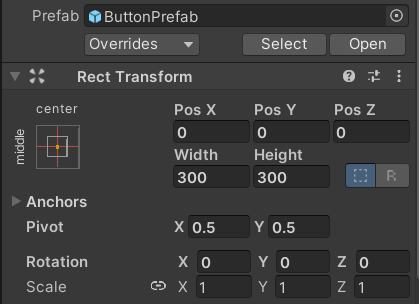 Prefab ButtonPrefab
Overrides Select Open
Rect Transform
center
middle
Pos X Pos Y Pos Z
0 0 0
Width Height
300 300 R
Anchors
Pivot X 0.5 Y 0.5
Rotation X 0 Y 0 Z 0
Scale X 1 Y 1 Z 1